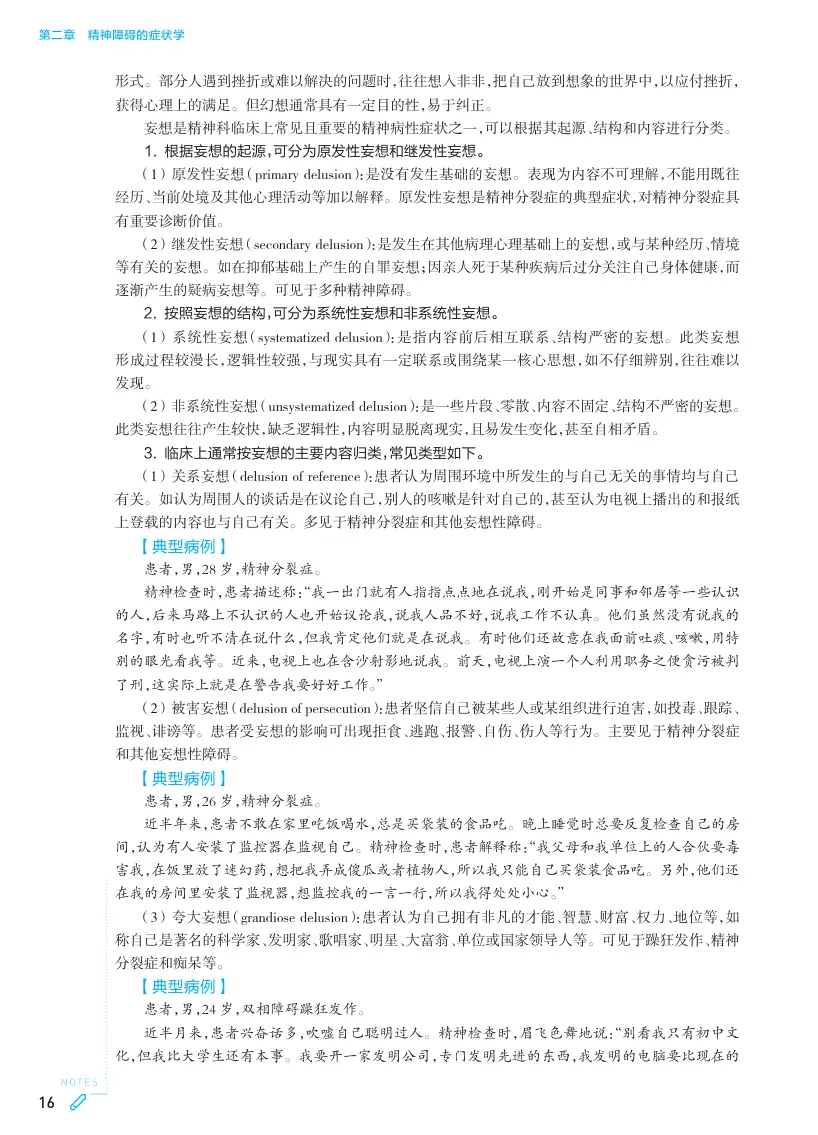 第二章 精神障碍的症状学
形式。部分人遇到挫折或难以解决的问题时,往往想入非非,把自己放到想象的世界中,以应付挫折,
获得心理上的满足。但幻想通常具有一定目的性,易于纠正。
妄想是精神科临床上常见且重要的精神病性症状之一,可以根据其起源、结构和内容进行分类。
1. 根据妄想的起源,可分为原发性妄想和继发性妄想。
(1)原发性妄想(primary delusion):是没有发生基础的妄想。表现为内容不可理解,不能用既往
经历、当前处境及其他心理活动等加以解释。原发性妄想是精神分裂症的典型症状,对精神分裂症具
有重要诊断价值。
(2)继发性妄想(secondary delusion):是发生在其他病理心理基础上的妄想,或与某种经历、情境
等有关的妄想。如在抑郁基础上产生的自罪妄想;因亲人死于某种疾病后过分关注自己身体健康,而
逐渐产生的疑病妄想等。可见于多种精神障碍。
2. 按照妄想的结构,可分为系统性妄想和非系统性妄想。
(1)系统性妄想(systematized delusion):是指内容前后相互联系、结构严密的妄想。此类妄想
形成过程较漫长,逻辑性较强,与现实具有一定联系或围绕某一核心思想,如不仔细辨别,往往难以
发现。
(2)非系统性妄想(unsystematized delusion):是一些片段、零散、内容不固定、结构不严密的妄想。
此类妄想往往产生较快,缺乏逻辑性,内容明显脱离现实,且易发生变化,甚至自相矛盾。
3. 临床上通常按妄想的主要内容归类,常见类型如下。
(1)关系妄想(delusion of reference):患者认为周围环境中所发生的与自己无关的事情均与自己
有关。如认为周围人的谈话是在议论自己,别人的咳嗽是针对自己的,甚至认为电视上播出的和报纸
上登载的内容也与自己有关。多见于精神分裂症和其他妄想性障碍。
【典型病例】
患者,男,28岁,精神分裂症。
精神检查时,患者描述称:“我一出门就有人指指点点地在说我,刚开始是同事和邻居等一些认识
的人,后来马路上不认识的人也开始议论我,说我人品不好,说我工作不认真。他们虽然没有说我的
名字,有时也听不清在说什么,但我肯定他们就是在说我。有时他们还故意在我面前吐痰、咳嗽,用特
别的眼光看我等。近来,电视上也在含沙射影地说我。前天,电视上演一个人利用职务之便贪污被判
了刑,这实际上就是在警告我要好好工作。”
(2)被害妄想(delusion of persecution):患者坚信自己被某些人或某组织进行迫害,如投毒、跟踪、
监视、诽谤等。患者受妄想的影响可出现拒食、逃跑、报警、自伤、伤人等行为。主要见于精神分裂症
和其他妄想性障碍。
【典型病例】
患者,男,26岁,精神分裂症。
近半年来,患者不敢在家里吃饭喝水,总是买袋装的食品吃。晚上睡觉时总要反复检查自己的房
间,认为有人安装了监控器在监视自己。精神检查时,患者解释称:“我父母和我单位上的人合伙要毒
害我,在饭里放了迷幻药,想把我弄成傻瓜或者植物人,所以我只能自己买袋装食品吃。另外,他们还
在我的房间里安装了监视器,想监控我的一言一行,所以我得处处小心。”
(3)夸大妄想(grandiose delusion):患者认为自己拥有非凡的才能、智慧、财富、权力、地位等,如
称自己是著名的科学家、发明家、歌唱家、明星、大富翁、单位或国家领导人等。可见于躁狂发作、精神
分裂症和痴呆等。
【典型病例】
患者,男,24岁,双相障碍躁狂发作。
近半月来,患者兴奋话多,吹嘘自己聪明过人。精神检查时,眉飞色舞地说:“别看我只有初中文
化,但我比大学生还有本事。我要开一家发明公司,专门发明先进的东西,我发明的电脑要比现在的
NOTES
16